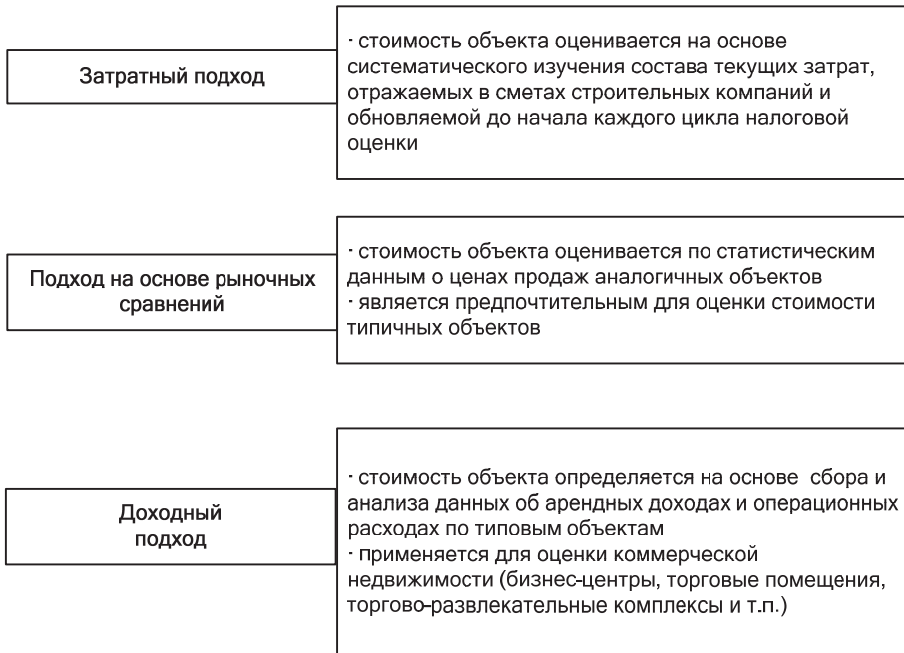 Затратный подход
· стоимость объекта оценивается на основе
систематического изучения состава текущих затрат,
отражаемых в сметах строительных компаний и
обновляемой до начала каждого цикла налоговой
оценки
Подход на основе рыночных
сравнений
· стоимость объекта оценивается по статистическим
данным о ценах продаж аналогичных объектов
· является предпочтительным для оценки стоимости
типичных объектов
Доходный
подход
· стоимость объекта определяется на основе сбора и
анализа данных об арендных доходах и операционных
расходах по типовым объектам
· применяется для оценки коммерческой
недвижимости (бизнес-центры, торговые помещения,
торгово-развлекательные комплексы и т.п.)